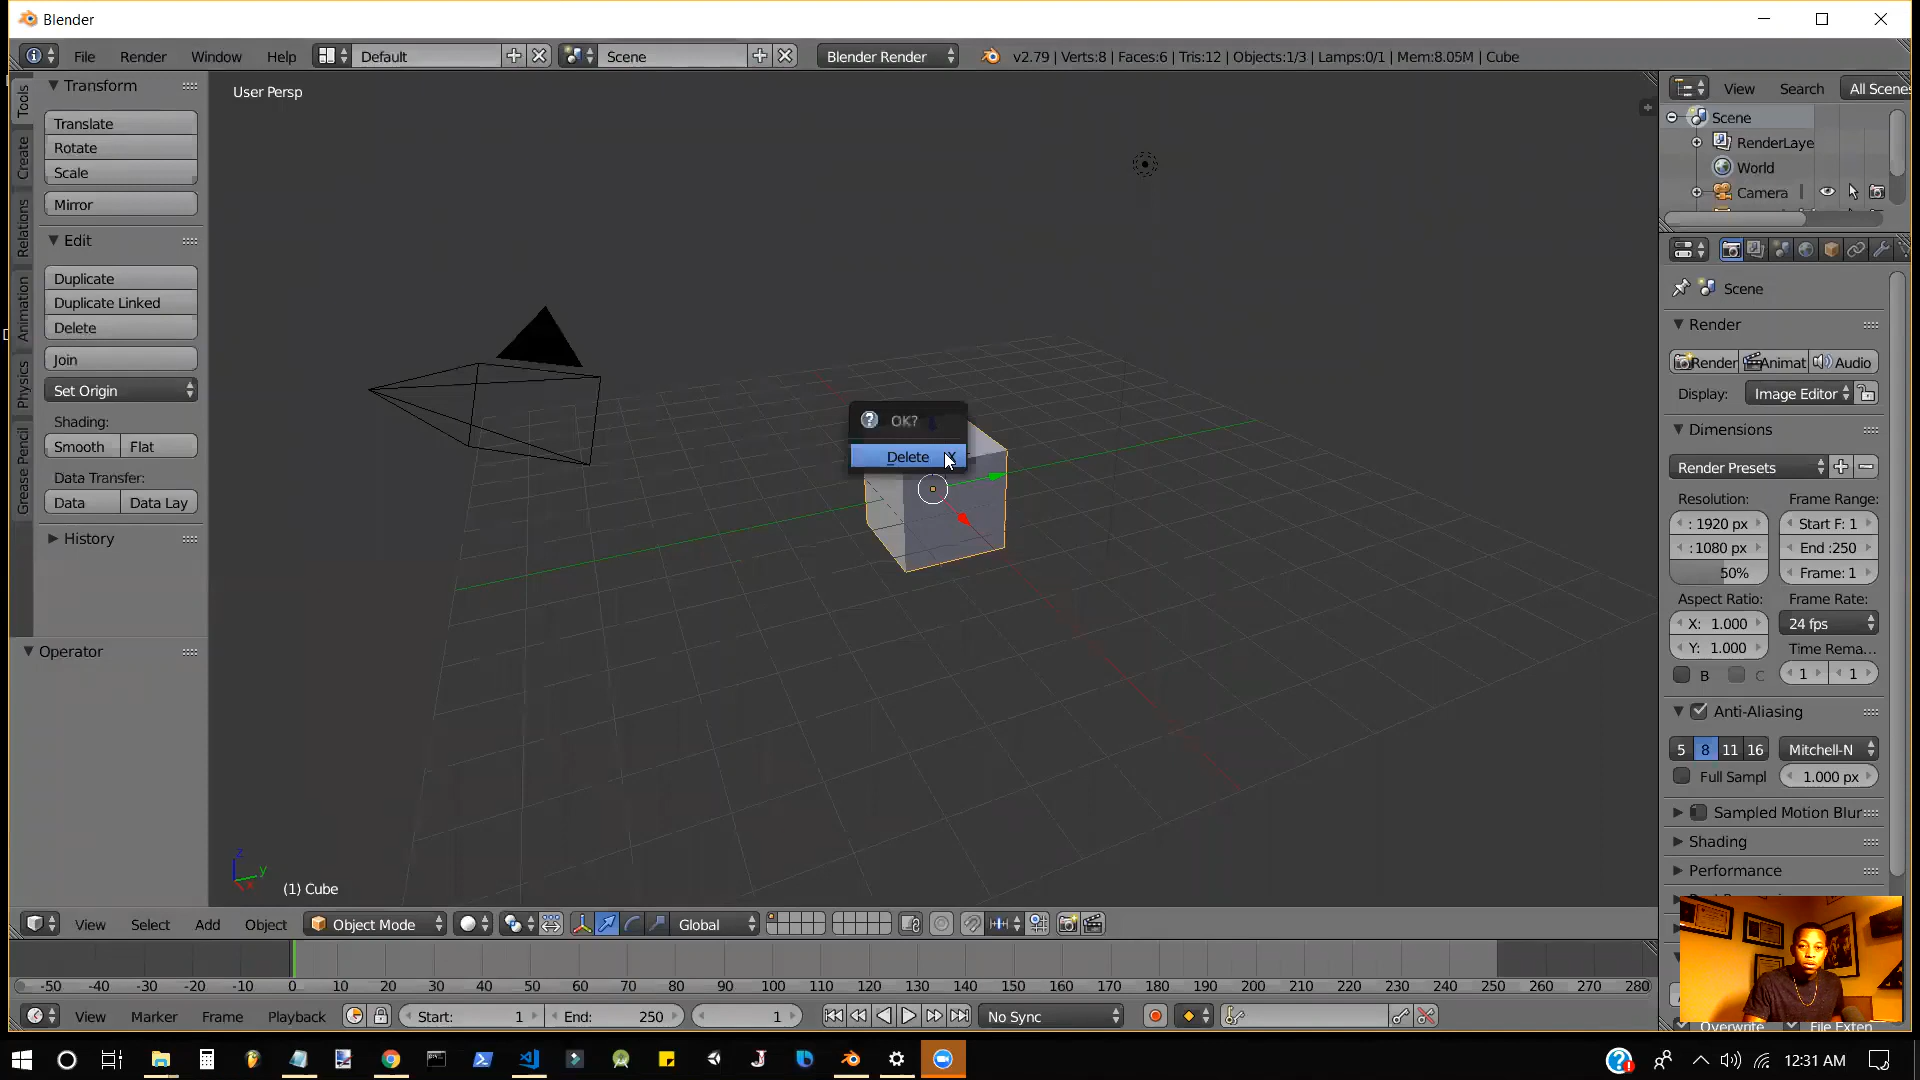 Blender
File Render Window Help Default Scene Blender Render v2.79 | Verts:8 | Faces:6 | Tris:12 | Objects:1/3 | Lamps:0/1 | Mem:8.05M | Cube
Tools
Create
Relations
Animation
Physics
Grease Pencil
Transform
Translate
Rotate
Scale
Mirror
Edit
Duplicate
Duplicate Linked
Delete
Join
Set Origin
Shading:
Smooth Flat
Data Transfer:
Data Data Lay
History
Operator
User Persp
OK?
Delete
z
y
x
(1) Cube
View Search All Scenes
Scene
RenderLaye
World
Camera
Scene
Render
Render Animat Audio
Display: Image Editor
Dimensions
Render Presets
Resolution: Frame Range:
: 1920 px Start F: 1
:1080 px End :250
50% Frame: 1
Aspect Ratio: Frame Rate:
X: 1.000 24 fps
Y: 1.000 Time Rema...
B C 1 1
Anti-Aliasing
5 8 11 16 Mitchell-N
Full Sampl 1.000 px
Sampled Motion Blur
Shading
Performance
Overwrite File Exten
View Select Add Object Object Mode Global
-50 -40 -30 -20 -10 0 10 20 30 40 50 60 70 80 90 100 110 120 130 140 150 160 170 180 190 200 210 220 230 240 250 260 270 280
View Marker Frame Playback Start: 1 End: 250 1 No Sync
12:31 AM